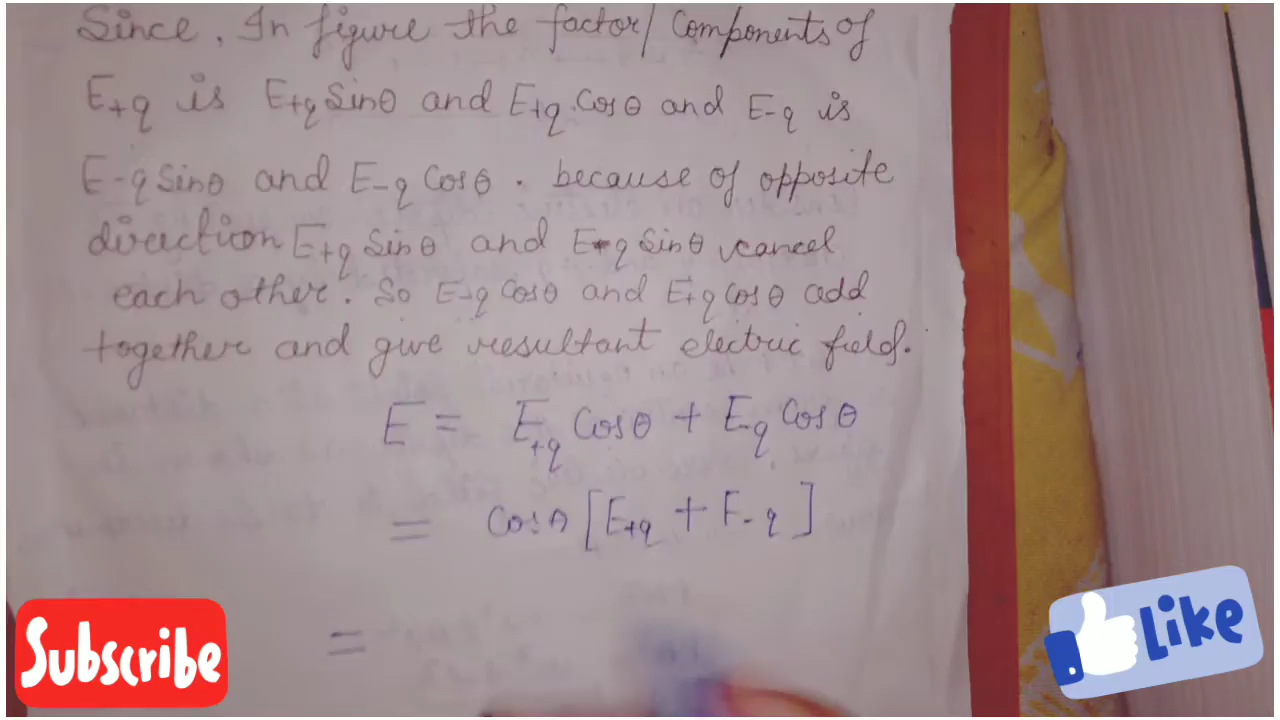 Since, In figure the factor/Components of
E+q is E+q Sinθ and E+q Cosθ and E-q is
E-q Sinθ and E-q Cosθ. because of opposite
direction E+q Sinθ and E-q Sinθ cancel
each other. So E-q Cosθ and E+q Cosθ add
together and give resultant electric field.
E = E+q Cosθ + E-q Cosθ
= Cosθ [E+q + E-q]
=
Subscribe
Like